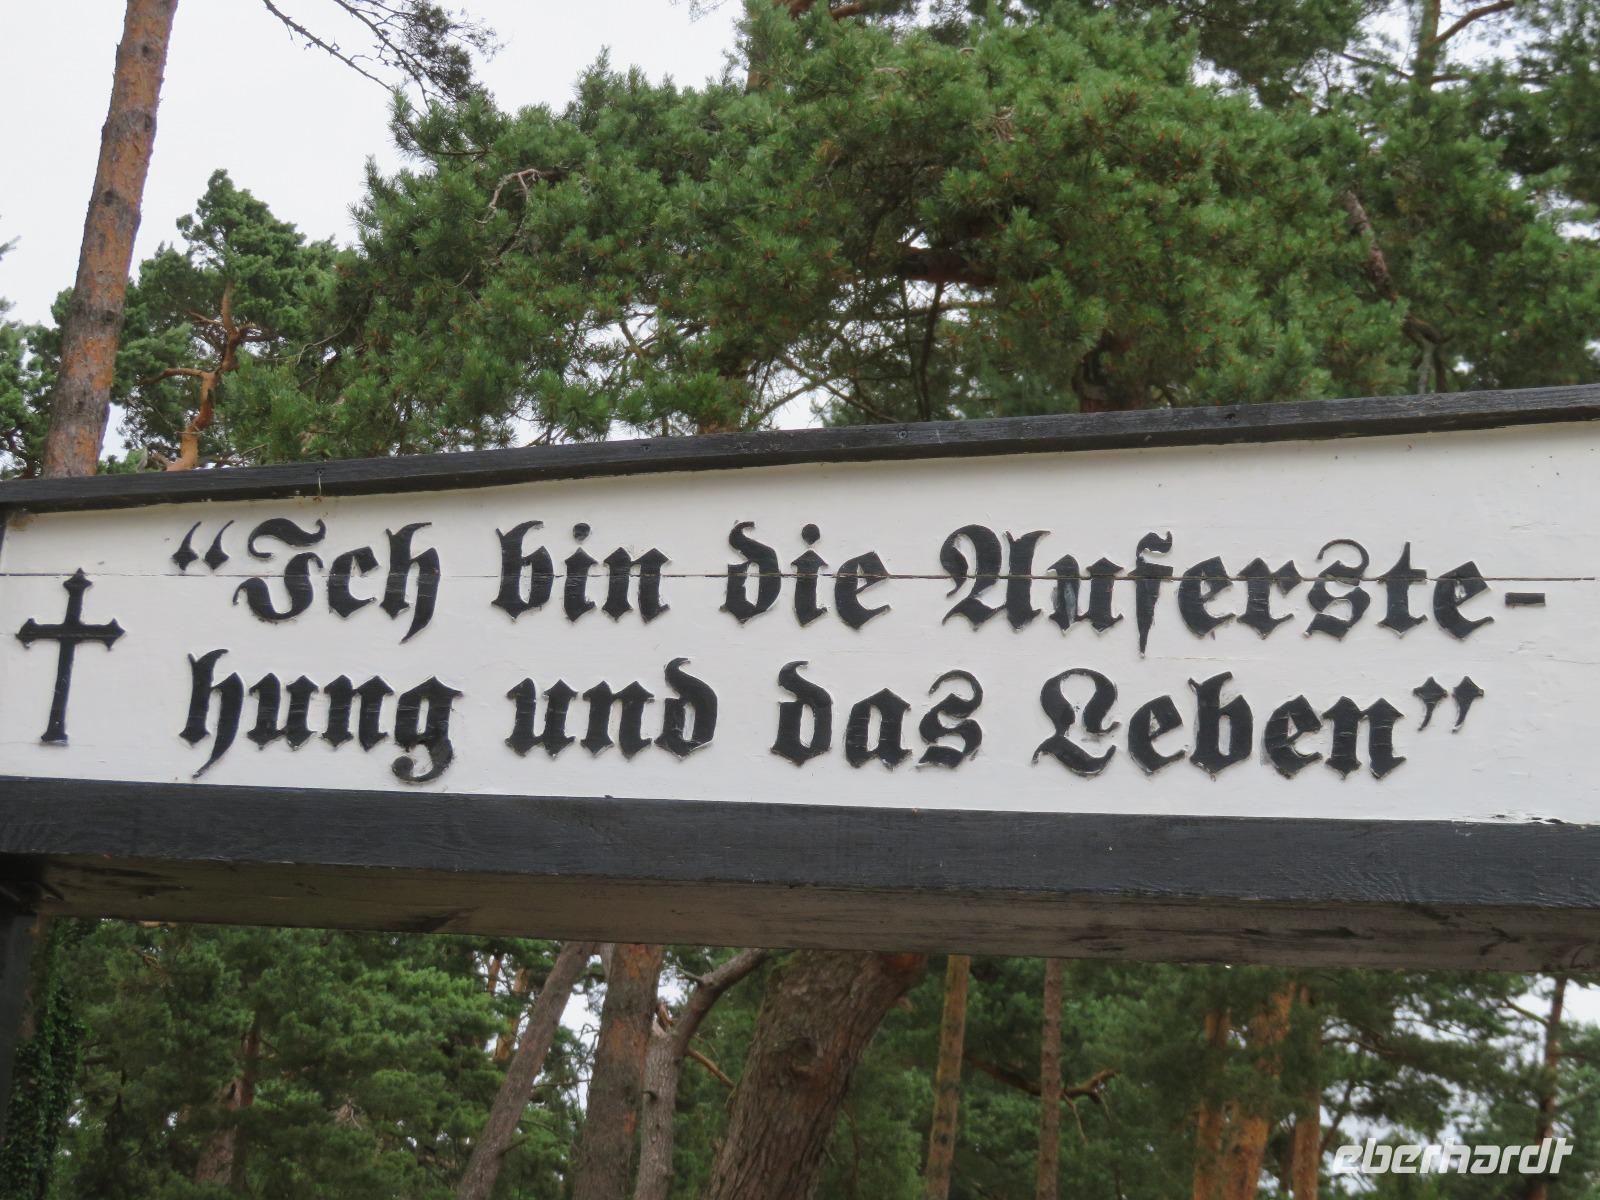 “Ich bin die Auferste-
hung und das Leben”
eberhardt